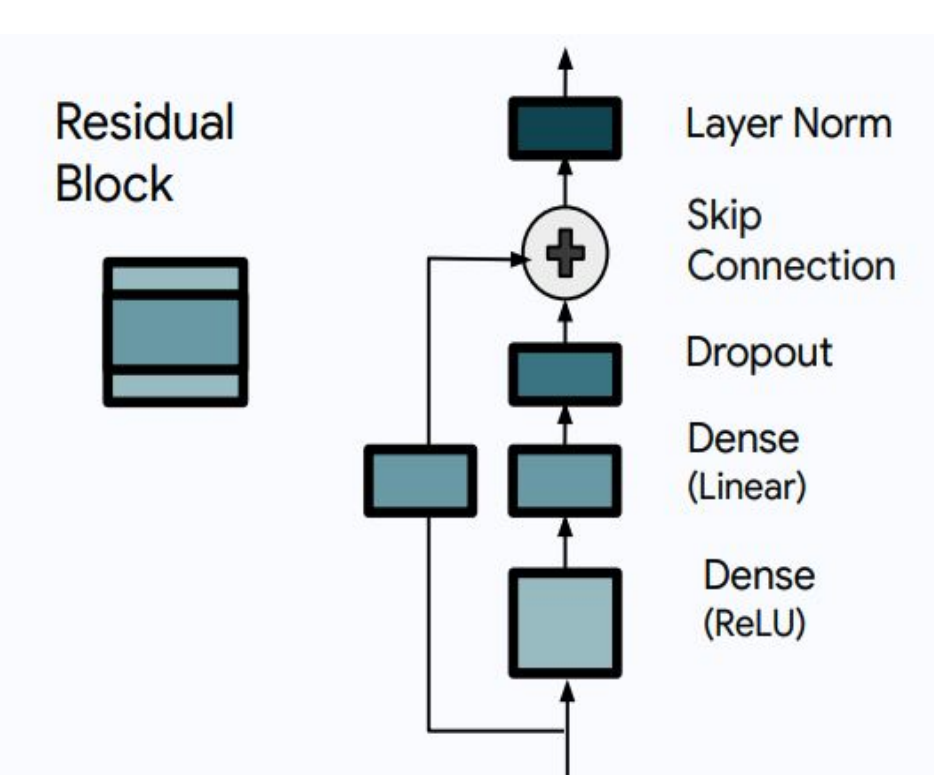 Residual
Block
Layer Norm
Skip
Connection
Dropout
Dense
(Linear)
Dense
(ReLU)